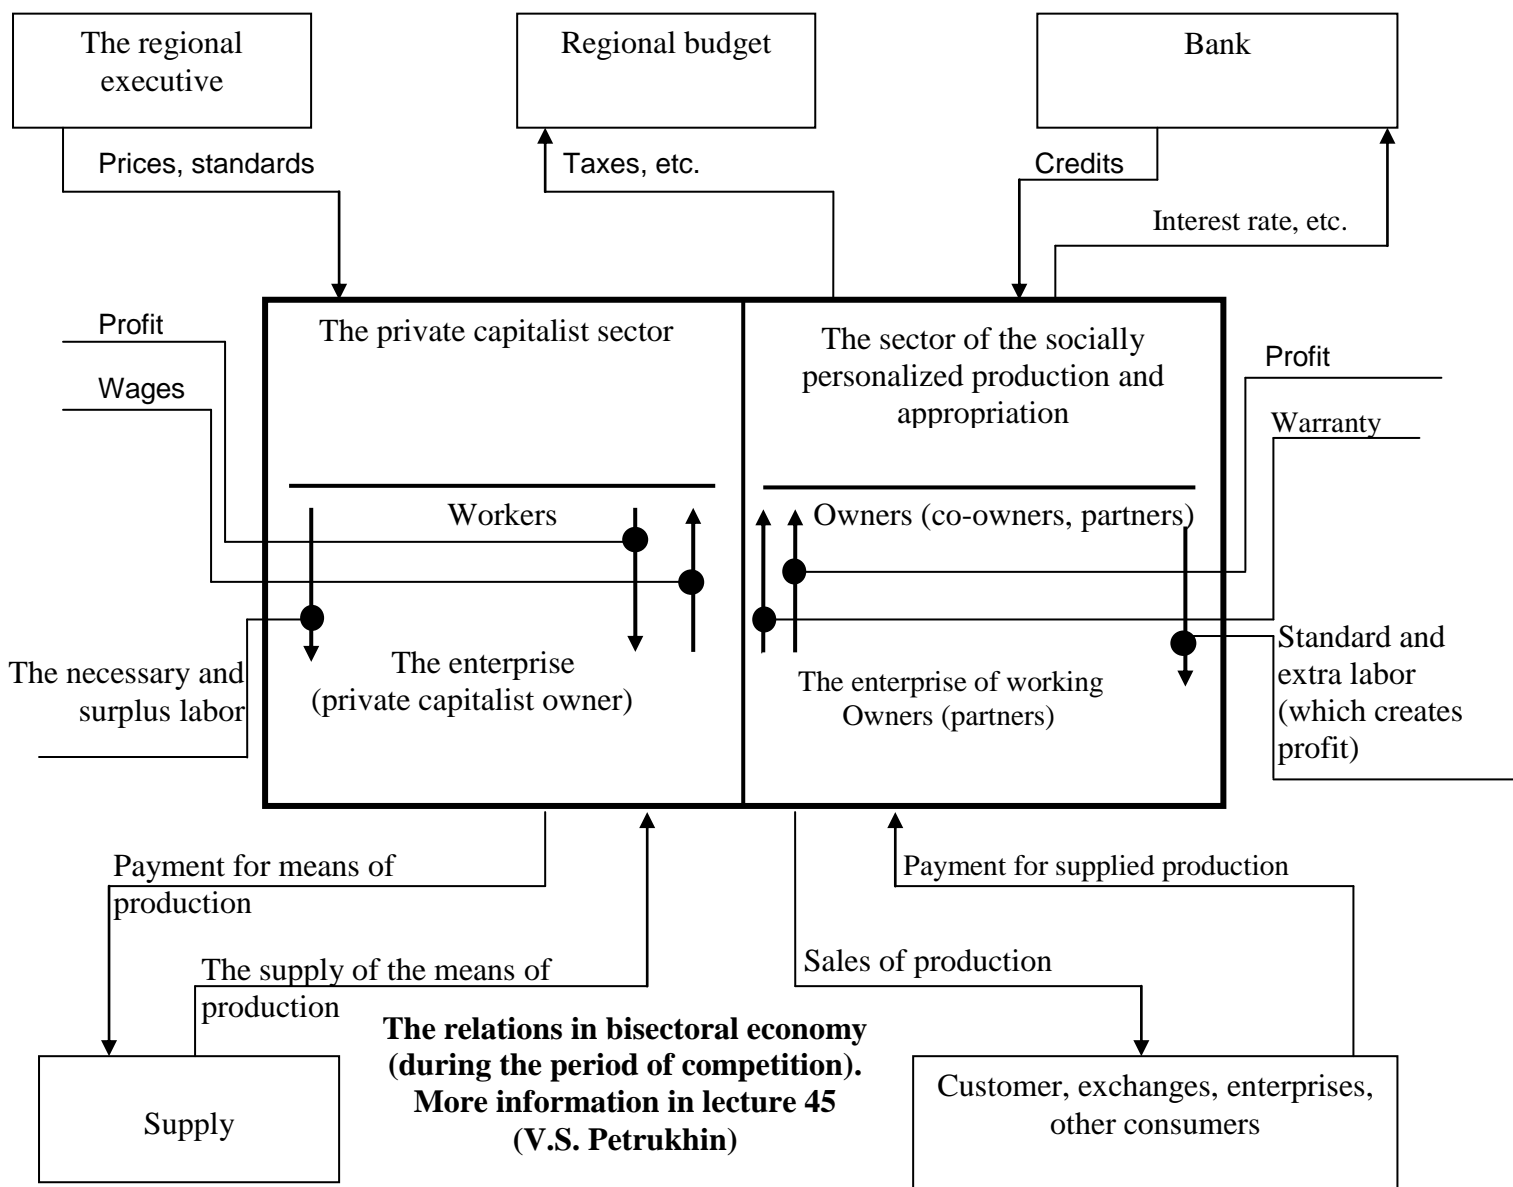 The regional
executive
Regional budget
Bank
Prices, standards
Taxes, etc.
Credits
Interest rate, etc.
Profit
Wages
The private capitalist sector
The sector of the socially
personalized production and
appropriation
Profit
Warranty
Workers
Owners (co-owners, partners)
The necessary and
surplus labor
The enterprise
(private capitalist owner)
The enterprise of working
Owners (partners)
Standard and
extra labor
(which creates
profit)
Payment for means of
production
Payment for supplied production
The supply of the means of
production
Sales of production
The relations in bisectoral economy
(during the period of competition).
More information in lecture 45
(V.S. Petrukhin)
Supply
Customer, exchanges, enterprises,
other consumers